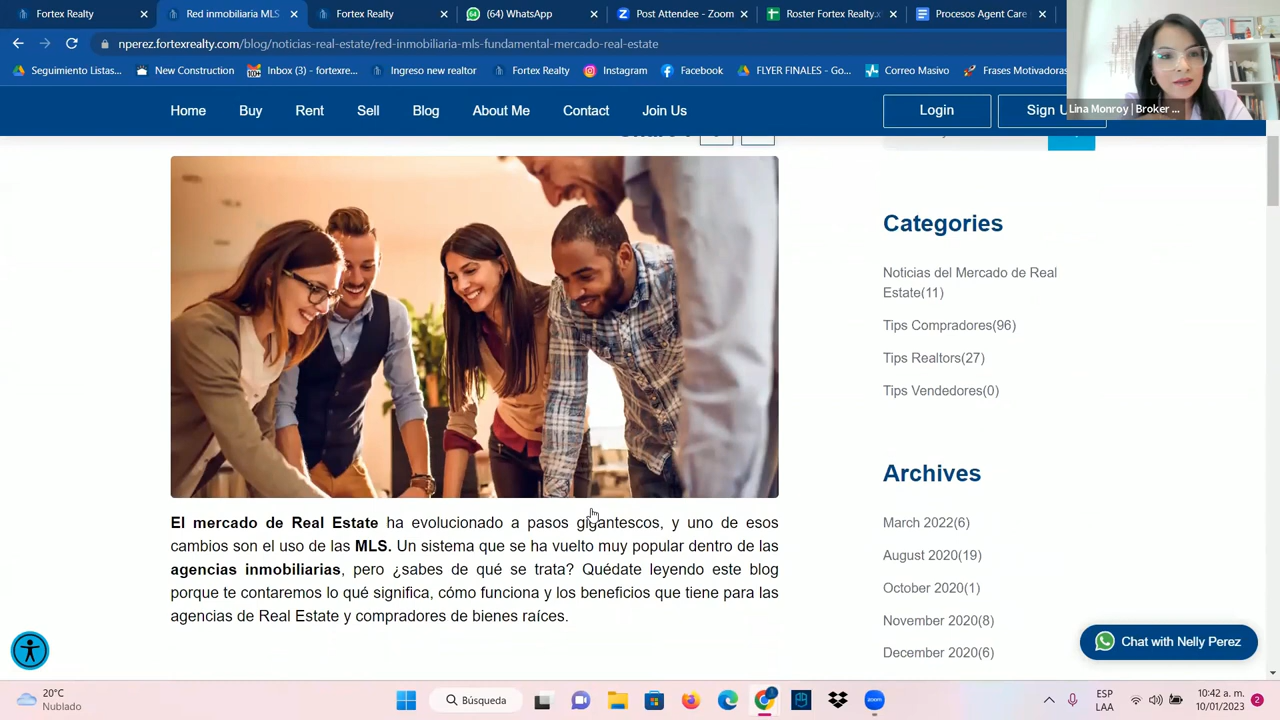 Fortex Realty
Red inmobiliaria MLS
Fortex Realty
(64) WhatsApp
Post Attendee - Zoom
Roster Fortex Realty.x
Procesos Agent Care
nperez.fortexrealty.com/blog/noticias-real-estate/red-inmobiliaria-mls-fundamental-mercado-real-estate
Seguimiento Listas...
New Construction
Inbox (3) - fortexre...
Ingreso new realtor
Fortex Realty
Instagram
Facebook
FLYER FINALES - Go...
Correo Masivo
Frases Motivadoras
Lina Monroy | Broker ...
Home
Buy
Rent
Sell
Blog
About Me
Contact
Join Us
Login
Sign U
Categories
Noticias del Mercado de Real
Estate(11)
Tips Compradores(96)
Tips Realtors(27)
Tips Vendedores(0)
Archives
March 2022(6)
August 2020(19)
October 2020(1)
November 2020(8)
December 2020(6)
El mercado de Real Estate ha evolucionado a pasos gigantescos, y uno de esos
cambios son el uso de las MLS. Un sistema que se ha vuelto muy popular dentro de las
agencias inmobiliarias, pero ¿sabes de qué se trata? Quédate leyendo este blog
porque te contaremos lo qué significa, cómo funciona y los beneficios que tiene para las
agencias de Real Estate y compradores de bienes raíces.
Chat with Nelly Perez
20°C
Nublado
Búsqueda
ESP
LAA
10:42 a. m.
10/01/2023
2